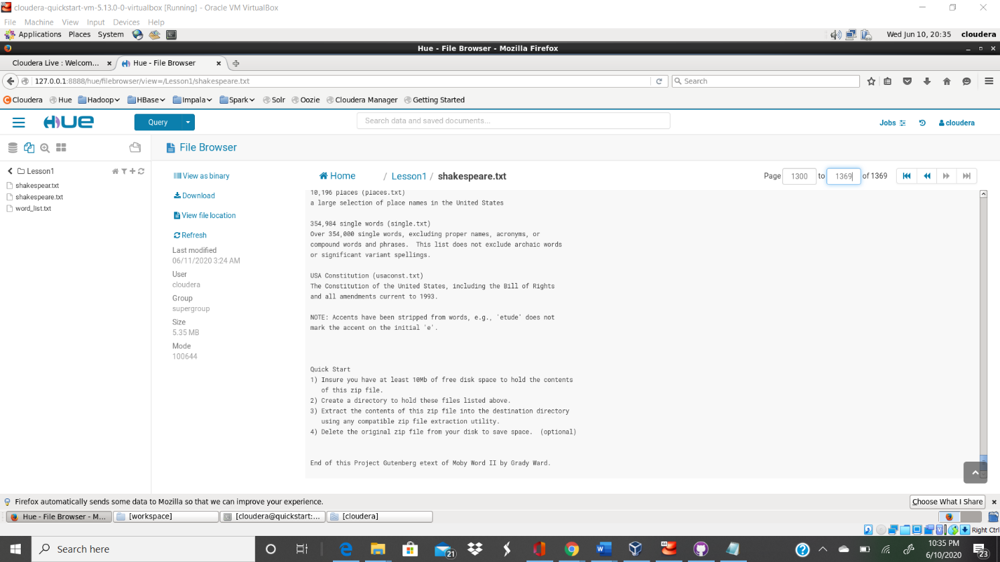 cloudera-quickstart-vm-5.13.0-0-virtualbox [Running] - Oracle VM VirtualBox
File Machine View Input Devices Help
Applications Places System Wed Jun 10, 20:35 cloudera
Hue - File Browser - Mozilla Firefox
Cloudera Live : Welcom... Hue - File Browser
127.0.0.1:8888/hue/filebrowser/view=/Lesson1/shakespeare.txt Search
Cloudera Hue Hadoop HBase Impala Spark Solr Oozie Cloudera Manager Getting Started
HUE Query Search data and saved documents... Jobs cloudera
File Browser
Lesson1
shakespear.txt
shakespeare.txt
word_list.txt
View as binary
Download
View file location
Refresh
Last modified
06/11/2020 3:24 AM
User
cloudera
Group
supergroup
Size
5.35 MB
Mode
100644
Home / Lesson1 / shakespeare.txt Page 1300 to 1369 of 1369
10,196 places (places.txt)
a large selection of place names in the United States
354,984 single words (single.txt)
Over 354,000 single words, excluding proper names, acronyms, or
compound words and phrases. This list does not exclude archaic words
or significant variant spellings.
USA Constitution (usaconst.txt)
The Constitution of the United States, including the Bill of Rights
and all amendments current to 1993.
NOTE: Accents have been stripped from words, e.g., 'etude' does not
mark the accent on the initial 'e'.
Quick Start
1) Insure you have at least 10Mb of free disk space to hold the contents
of this zip file.
2) Create a directory to hold these files listed above.
3) Extract the contents of this zip file into the destination directory
using any compatible zip file extraction utility.
4) Delete the original zip file from your disk to save space. (optional)
End of this Project Gutenberg etext of Moby Word II by Grady Ward.
Firefox automatically sends some data to Mozilla so that we can improve your experience. Choose What I Share
Hue - File Browser - M... [workspace] [cloudera@quickstart:... [cloudera]
Right Ctrl
Search here 21 10:35 PM
6/10/2020 23